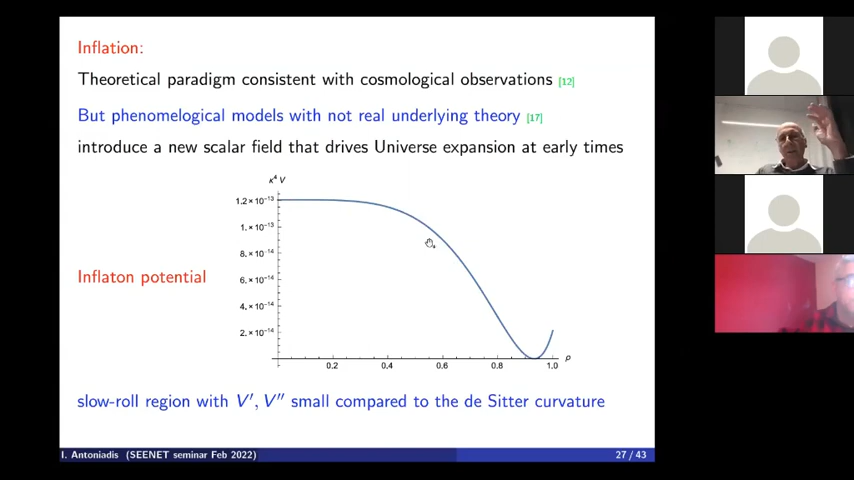 Inflation:
Theoretical paradigm consistent with cosmological observations [12]
But phenomelogical models with not real underlying theory [17]
introduce a new scalar field that drives Universe expansion at early times
κ⁴ V
1.2×10⁻¹³
1.×10⁻¹³
8.×10⁻¹⁴
6.×10⁻¹⁴
4.×10⁻¹⁴
2.×10⁻¹⁴
0.2 0.4 0.6 0.8 1.0 ρ
Inflaton potential
slow-roll region with V′, V″ small compared to the de Sitter curvature
I. Antoniadis (SEENET seminar Feb 2022) 27 / 43